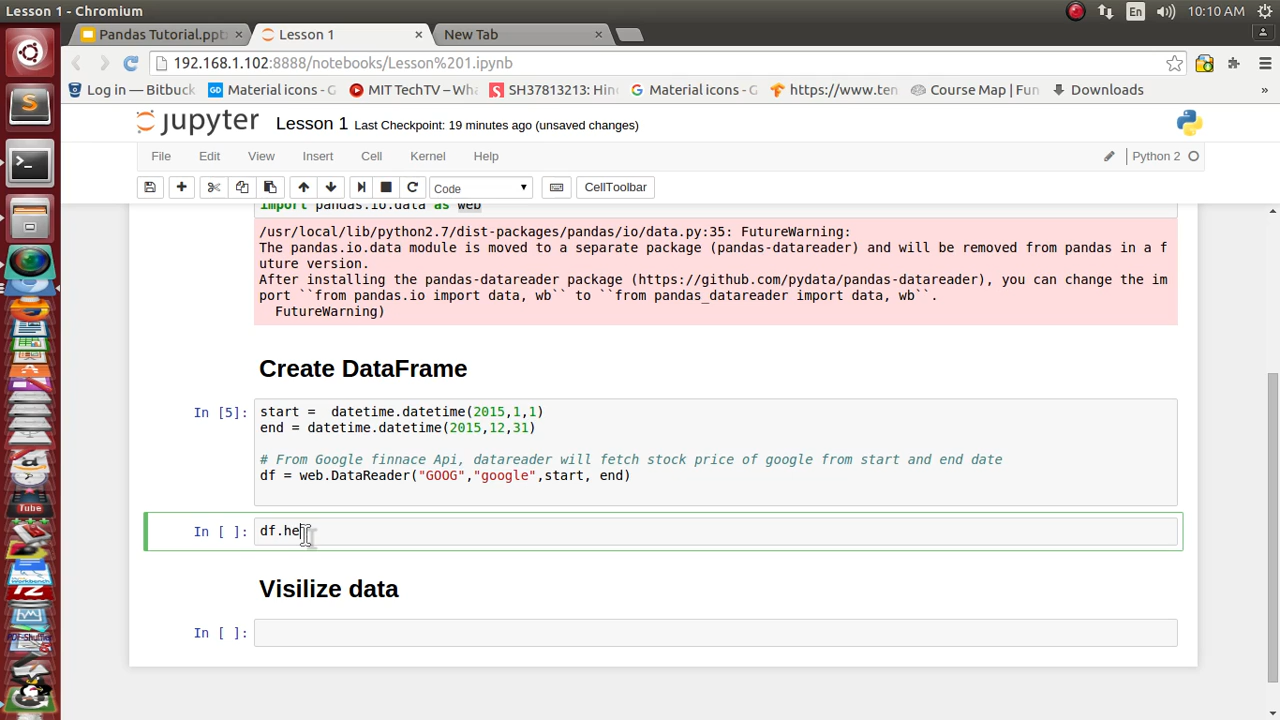 Lesson 1 - Chromium
En
10:10 AM
Pandas Tutorial.ppt
Lesson 1
New Tab
192.168.1.102:8888/notebooks/Lesson%201.ipynb
Log in — Bitbuck
Material icons - G
MIT TechTV – Wha
SH37813213: Hin
Material icons - G
https://www.ten
Course Map | Fun
Downloads
»
jupyter
Lesson 1 Last Checkpoint: 19 minutes ago (unsaved changes)
File Edit View Insert Cell Kernel Help
Python 2
Code
CellToolbar
import pandas.io.data as web
/usr/local/lib/python2.7/dist-packages/pandas/io/data.py:35: FutureWarning:
The pandas.io.data module is moved to a separate package (pandas-datareader) and will be removed from pandas in a f
uture version.
After installing the pandas-datareader package (https://github.com/pydata/pandas-datareader), you can change the im
port ``from pandas.io import data, wb`` to ``from pandas_datareader import data, wb``.
FutureWarning)
Create DataFrame
In [5]:
start =  datetime.datetime(2015,1,1)
end = datetime.datetime(2015,12,31)
# From Google finnace Api, datareader will fetch stock price of google from start and end date
df = web.DataReader("GOOG","google",start, end)
In [ ]:
df.he
Visilize data
In [ ]: